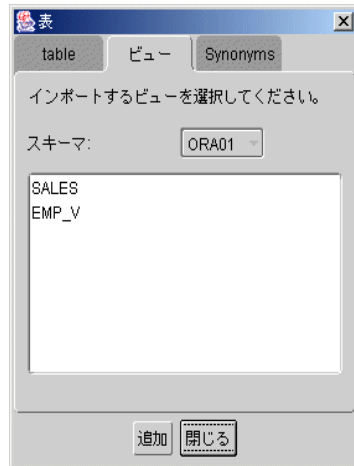 表
table ビュー Synonyms
インポートするビューを選択してください。
スキーマ: ORA01
SALES
EMP_V
追加 閉じる